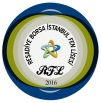 REŞADİYE BORSA İSTANBUL FEN LİSESİ
RFL
2016